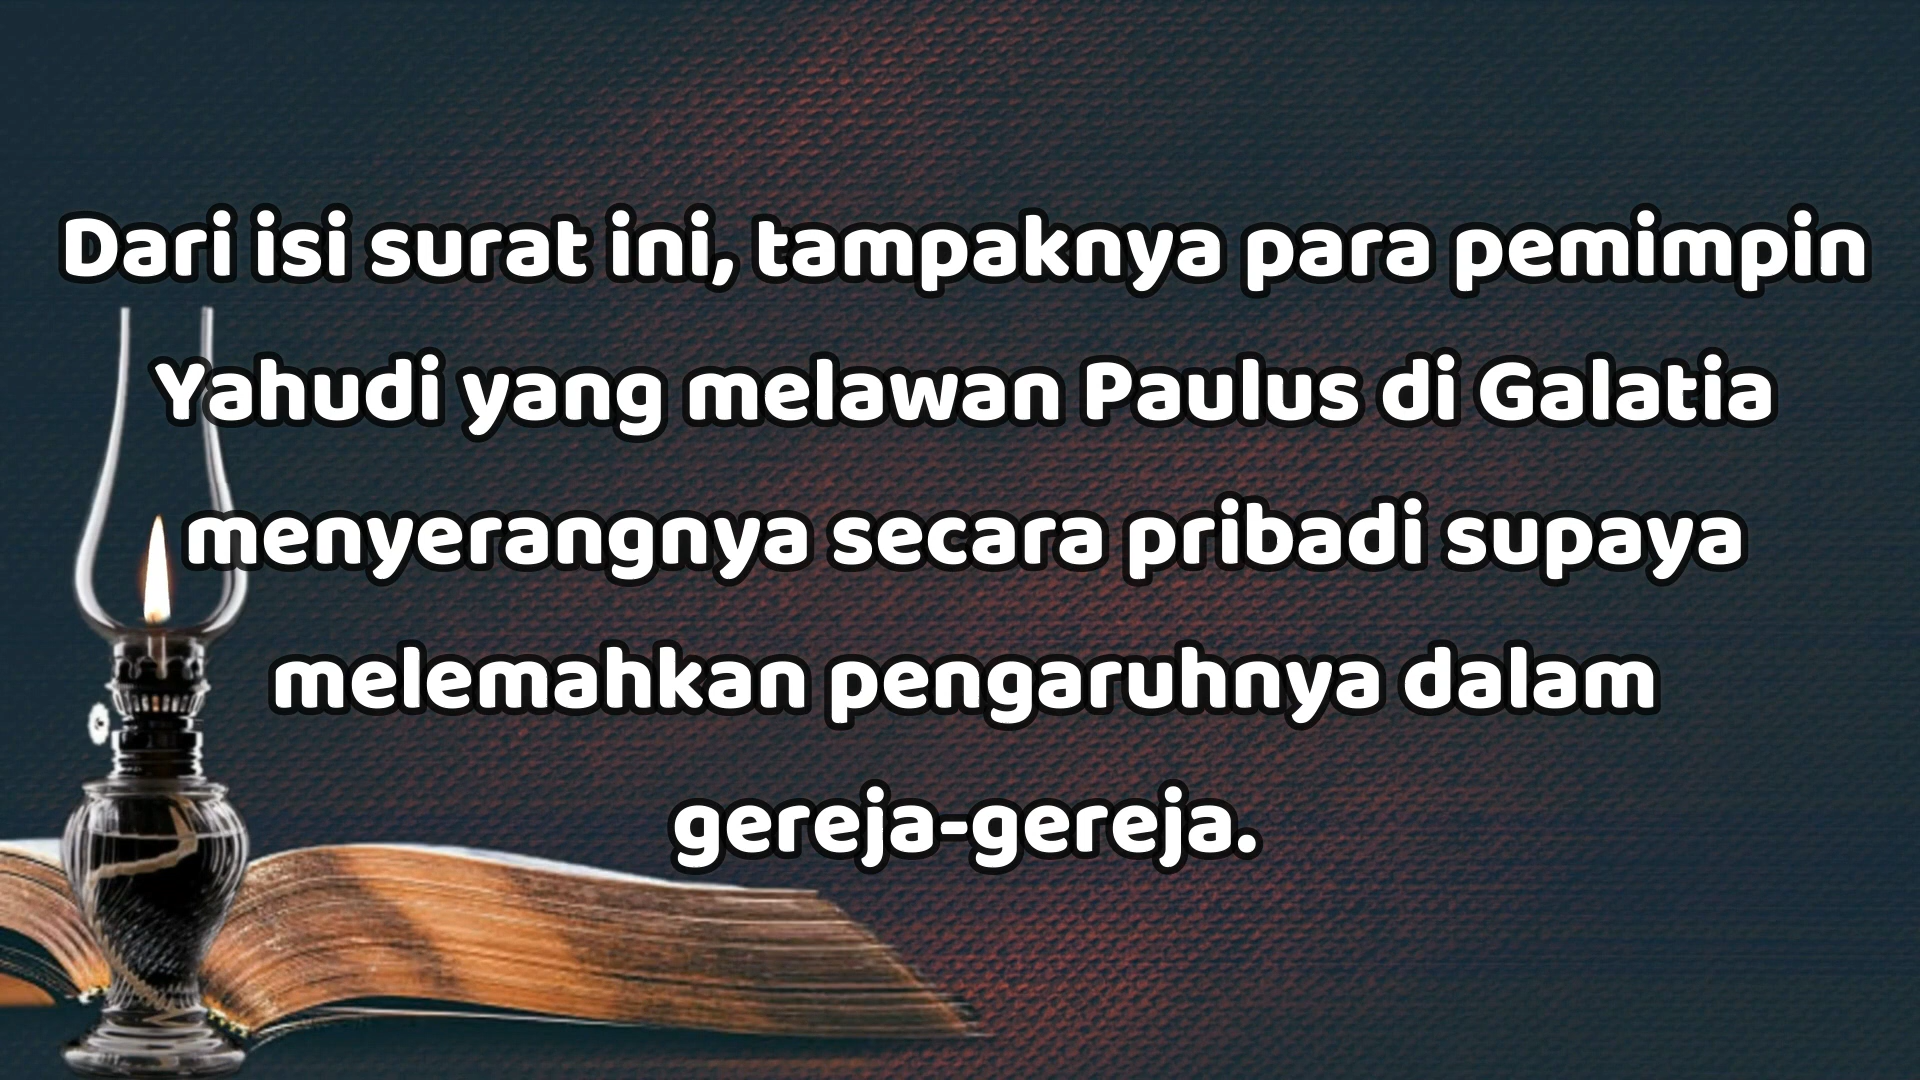 Dari isi surat ini, tampaknya para pemimpin
Yahudi yang melawan Paulus di Galatia
menyerangnya secara pribadi supaya
melemahkan pengaruhnya dalam
gereja-gereja.